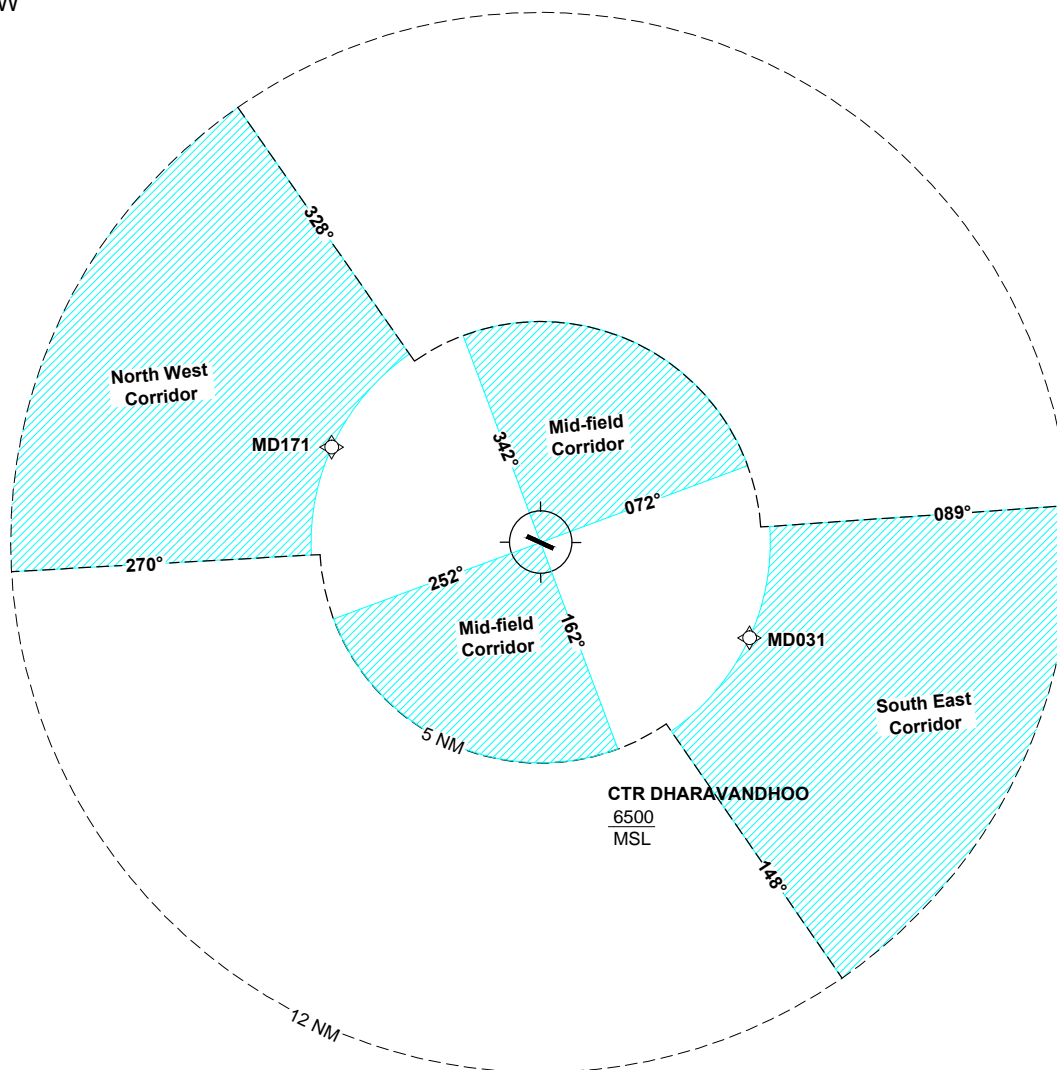 W
328°
North West
Corridor
Mid-field
Corridor
MD171
342°
072°
089°
270°
252°
Mid-field
Corridor
162°
MD031
South East
Corridor
5 NM
CTR DHARAVANDHOO
6500
MSL
148°
12 NM